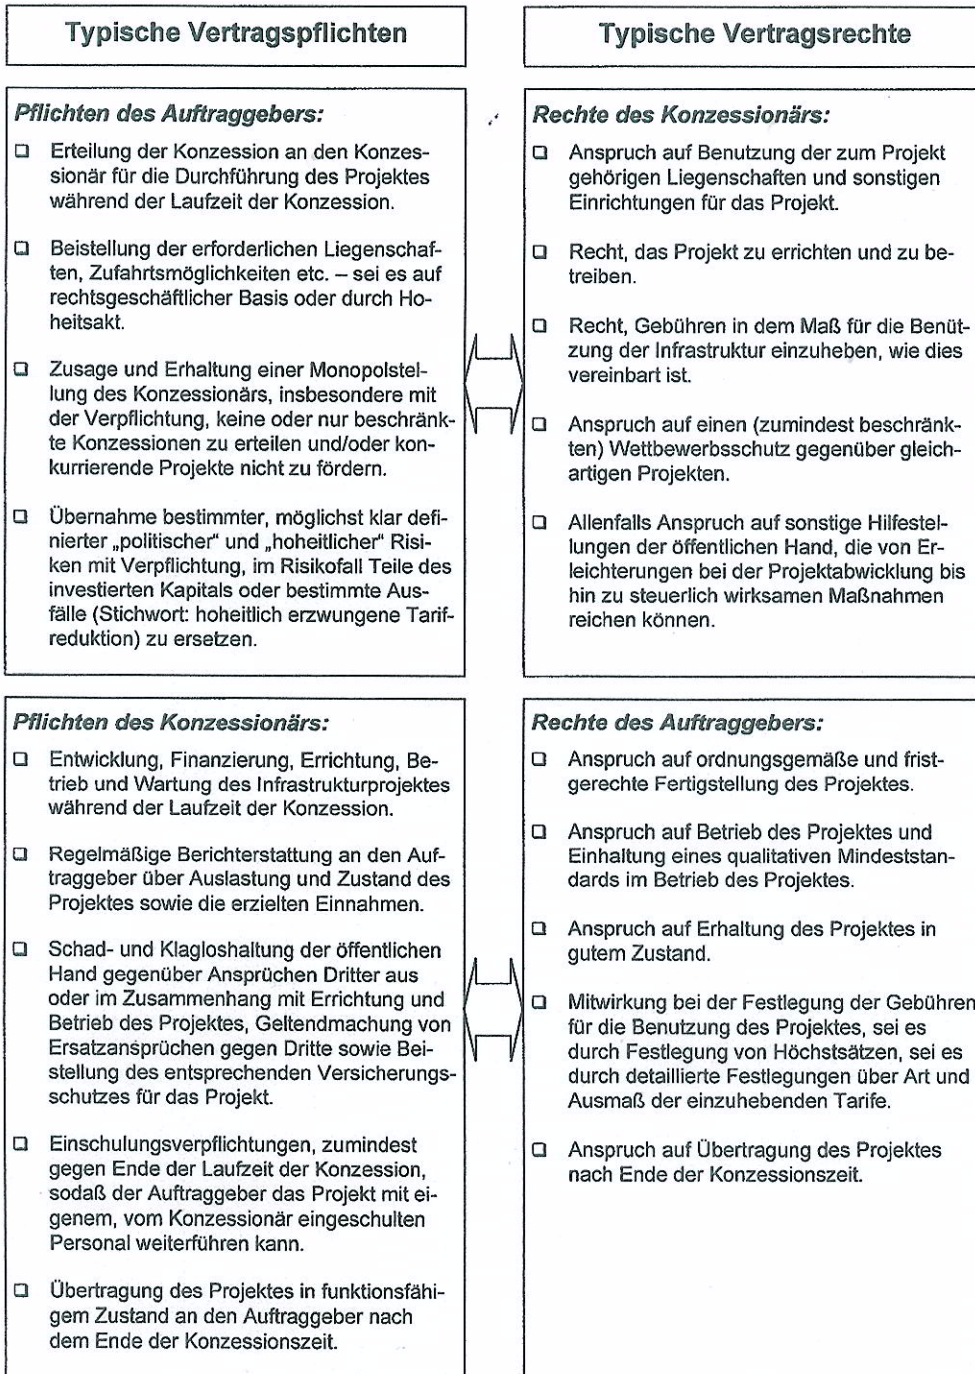 Typische Vertragspflichten
Typische Vertragsrechte
Pflichten des Auftraggebers:
❑ Erteilung der Konzession an den Konzes-
sionär für die Durchführung des Projektes
während der Laufzeit der Konzession.
❑ Beistellung der erforderlichen Liegenschaf-
ten, Zufahrtsmöglichkeiten etc. – sei es auf
rechtsgeschäftlicher Basis oder durch Ho-
heitsakt.
❑ Zusage und Erhaltung einer Monopolstel-
lung des Konzessionärs, insbesondere mit
der Verpflichtung, keine oder nur beschränk-
te Konzessionen zu erteilen und/oder kon-
kurrierende Projekte nicht zu fördern.
❑ Übernahme bestimmter, möglichst klar defi-
nierter „politischer“ und „hoheitlicher“ Risi-
ken mit Verpflichtung, im Risikofall Teile des
investierten Kapitals oder bestimmte Aus-
fälle (Stichwort: hoheitlich erzwungene Tarif-
reduktion) zu ersetzen.
Rechte des Konzessionärs:
❑ Anspruch auf Benutzung der zum Projekt
gehörigen Liegenschaften und sonstigen
Einrichtungen für das Projekt.
❑ Recht, das Projekt zu errichten und zu be-
treiben.
❑ Recht, Gebühren in dem Maß für die Benüt-
zung der Infrastruktur einzuheben, wie dies
vereinbart ist.
❑ Anspruch auf einen (zumindest beschränk-
ten) Wettbewerbsschutz gegenüber gleich-
artigen Projekten.
❑ Allenfalls Anspruch auf sonstige Hilfestel-
lungen der öffentlichen Hand, die von Er-
leichterungen bei der Projektabwicklung bis
hin zu steuerlich wirksamen Maßnahmen
reichen können.
Pflichten des Konzessionärs:
❑ Entwicklung, Finanzierung, Errichtung, Be-
trieb und Wartung des Infrastrukturprojektes
während der Laufzeit der Konzession.
❑ Regelmäßige Berichterstattung an den Auf-
traggeber über Auslastung und Zustand des
Projektes sowie die erzielten Einnahmen.
❑ Schad- und Klagloshaltung der öffentlichen
Hand gegenüber Ansprüchen Dritter aus
oder im Zusammenhang mit Errichtung und
Betrieb des Projektes, Geltendmachung von
Ersatzansprüchen gegen Dritte sowie Bei-
stellung des entsprechenden Versicherungs-
schutzes für das Projekt.
❑ Einschulungsverpflichtungen, zumindest
gegen Ende der Laufzeit der Konzession,
sodaß der Auftraggeber das Projekt mit ei-
genem, vom Konzessionär eingeschulten
Personal weiterführen kann.
❑ Übertragung des Projektes in funktionsfähi-
gem Zustand an den Auftraggeber nach
dem Ende der Konzessionszeit.
Rechte des Auftraggebers:
❑ Anspruch auf ordnungsgemäße und frist-
gerechte Fertigstellung des Projektes.
❑ Anspruch auf Betrieb des Projektes und
Einhaltung eines qualitativen Mindeststan-
dards im Betrieb des Projektes.
❑ Anspruch auf Erhaltung des Projektes in
gutem Zustand.
❑ Mitwirkung bei der Festlegung der Gebühren
für die Benutzung des Projektes, sei es
durch Festlegung von Höchstsätzen, sei es
durch detaillierte Festlegungen über Art und
Ausmaß der einzuhebenden Tarife.
❑ Anspruch auf Übertragung des Projektes
nach Ende der Konzessionszeit.